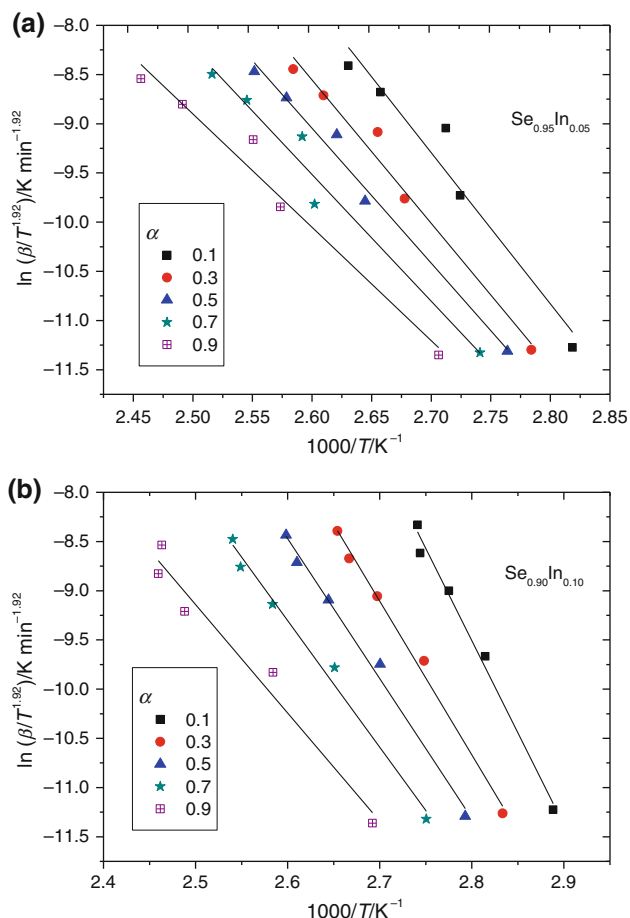 (a)
-8.0
-8.5
-9.0
-9.5
-10.0
-10.5
-11.0
-11.5
ln (β/T^1.92)/K min^−1.92
Se0.95In0.05
α
0.1
0.3
0.5
0.7
0.9
2.45 2.50 2.55 2.60 2.65 2.70 2.75 2.80 2.85
1000/T/K^−1
(b)
-8.0
-8.5
-9.0
-9.5
-10.0
-10.5
-11.0
-11.5
ln (β/T^1.92)/K min^−1.92
Se0.90In0.10
α
0.1
0.3
0.5
0.7
0.9
2.4 2.5 2.6 2.7 2.8 2.9
1000/T/K^−1